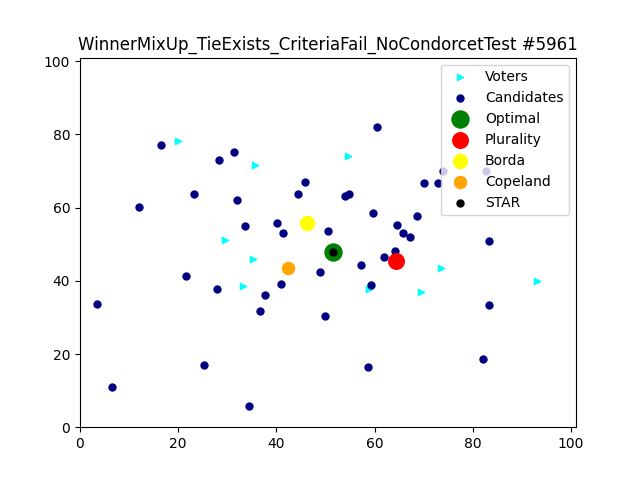 WinnerMixUp_TieExists_CriteriaFail_NoCondorcetTest #5961
Voters
Candidates
Optimal
Plurality
Borda
Copeland
STAR
100
80
60
40
20
0
0 20 40 60 80 100